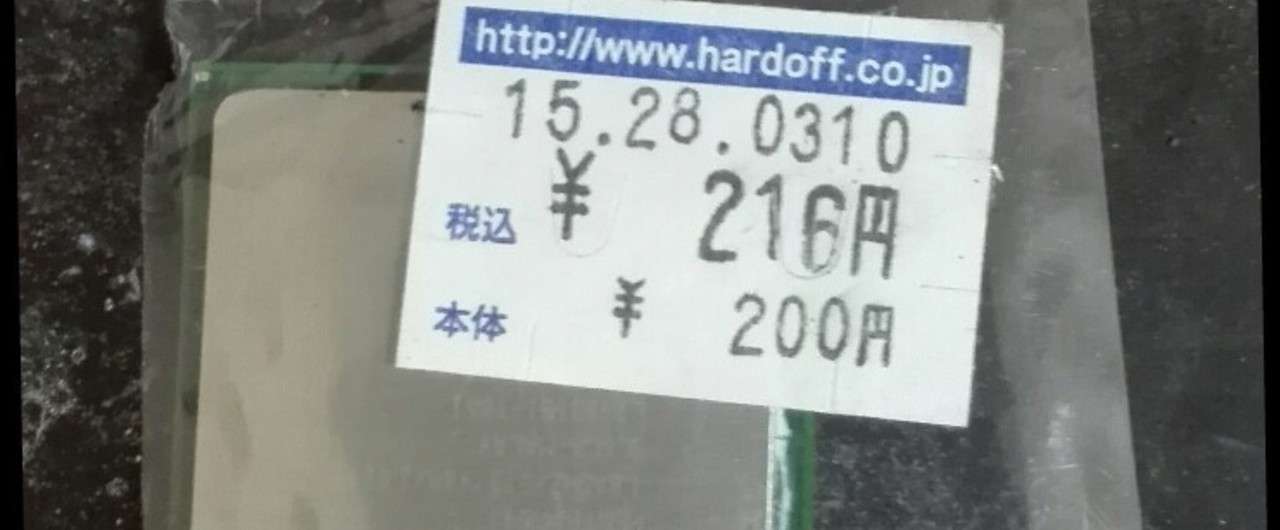 http://www.hardoff.co.jp
15.28.0310
税込 ¥ 216円
本体 ¥ 200円